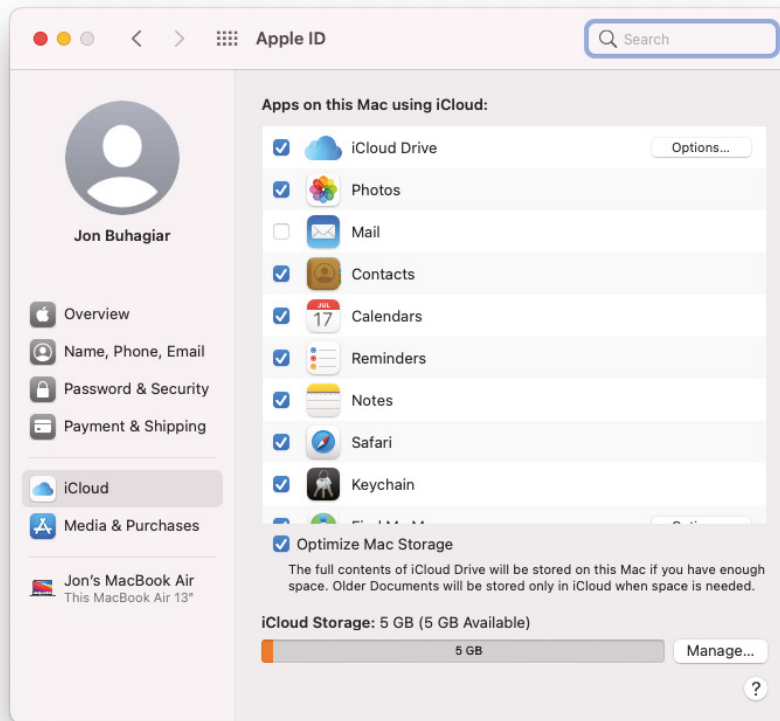 Apple ID
Search
Jon Buhagiar
Overview
Name, Phone, Email
Password & Security
Payment & Shipping
iCloud
Media & Purchases
Jon's MacBook Air
This MacBook Air 13"
Apps on this Mac using iCloud:
iCloud Drive
Options...
Photos
Mail
Contacts
JUL
17
Calendars
Reminders
Notes
Safari
Keychain
Optimize Mac Storage
The full contents of iCloud Drive will be stored on this Mac if you have enough
space. Older Documents will be stored only in iCloud when space is needed.
iCloud Storage: 5 GB (5 GB Available)
5 GB
Manage...
?